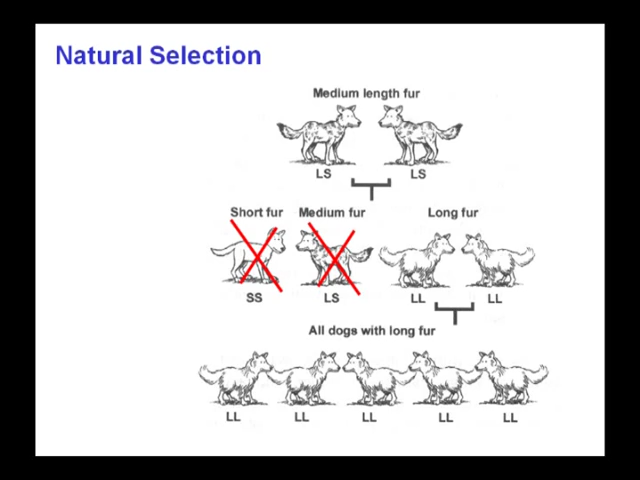 Natural Selection
Medium length fur
LS LS
Short fur Medium fur Long fur
SS LS LL LL
All dogs with long fur
LL LL LL LL LL